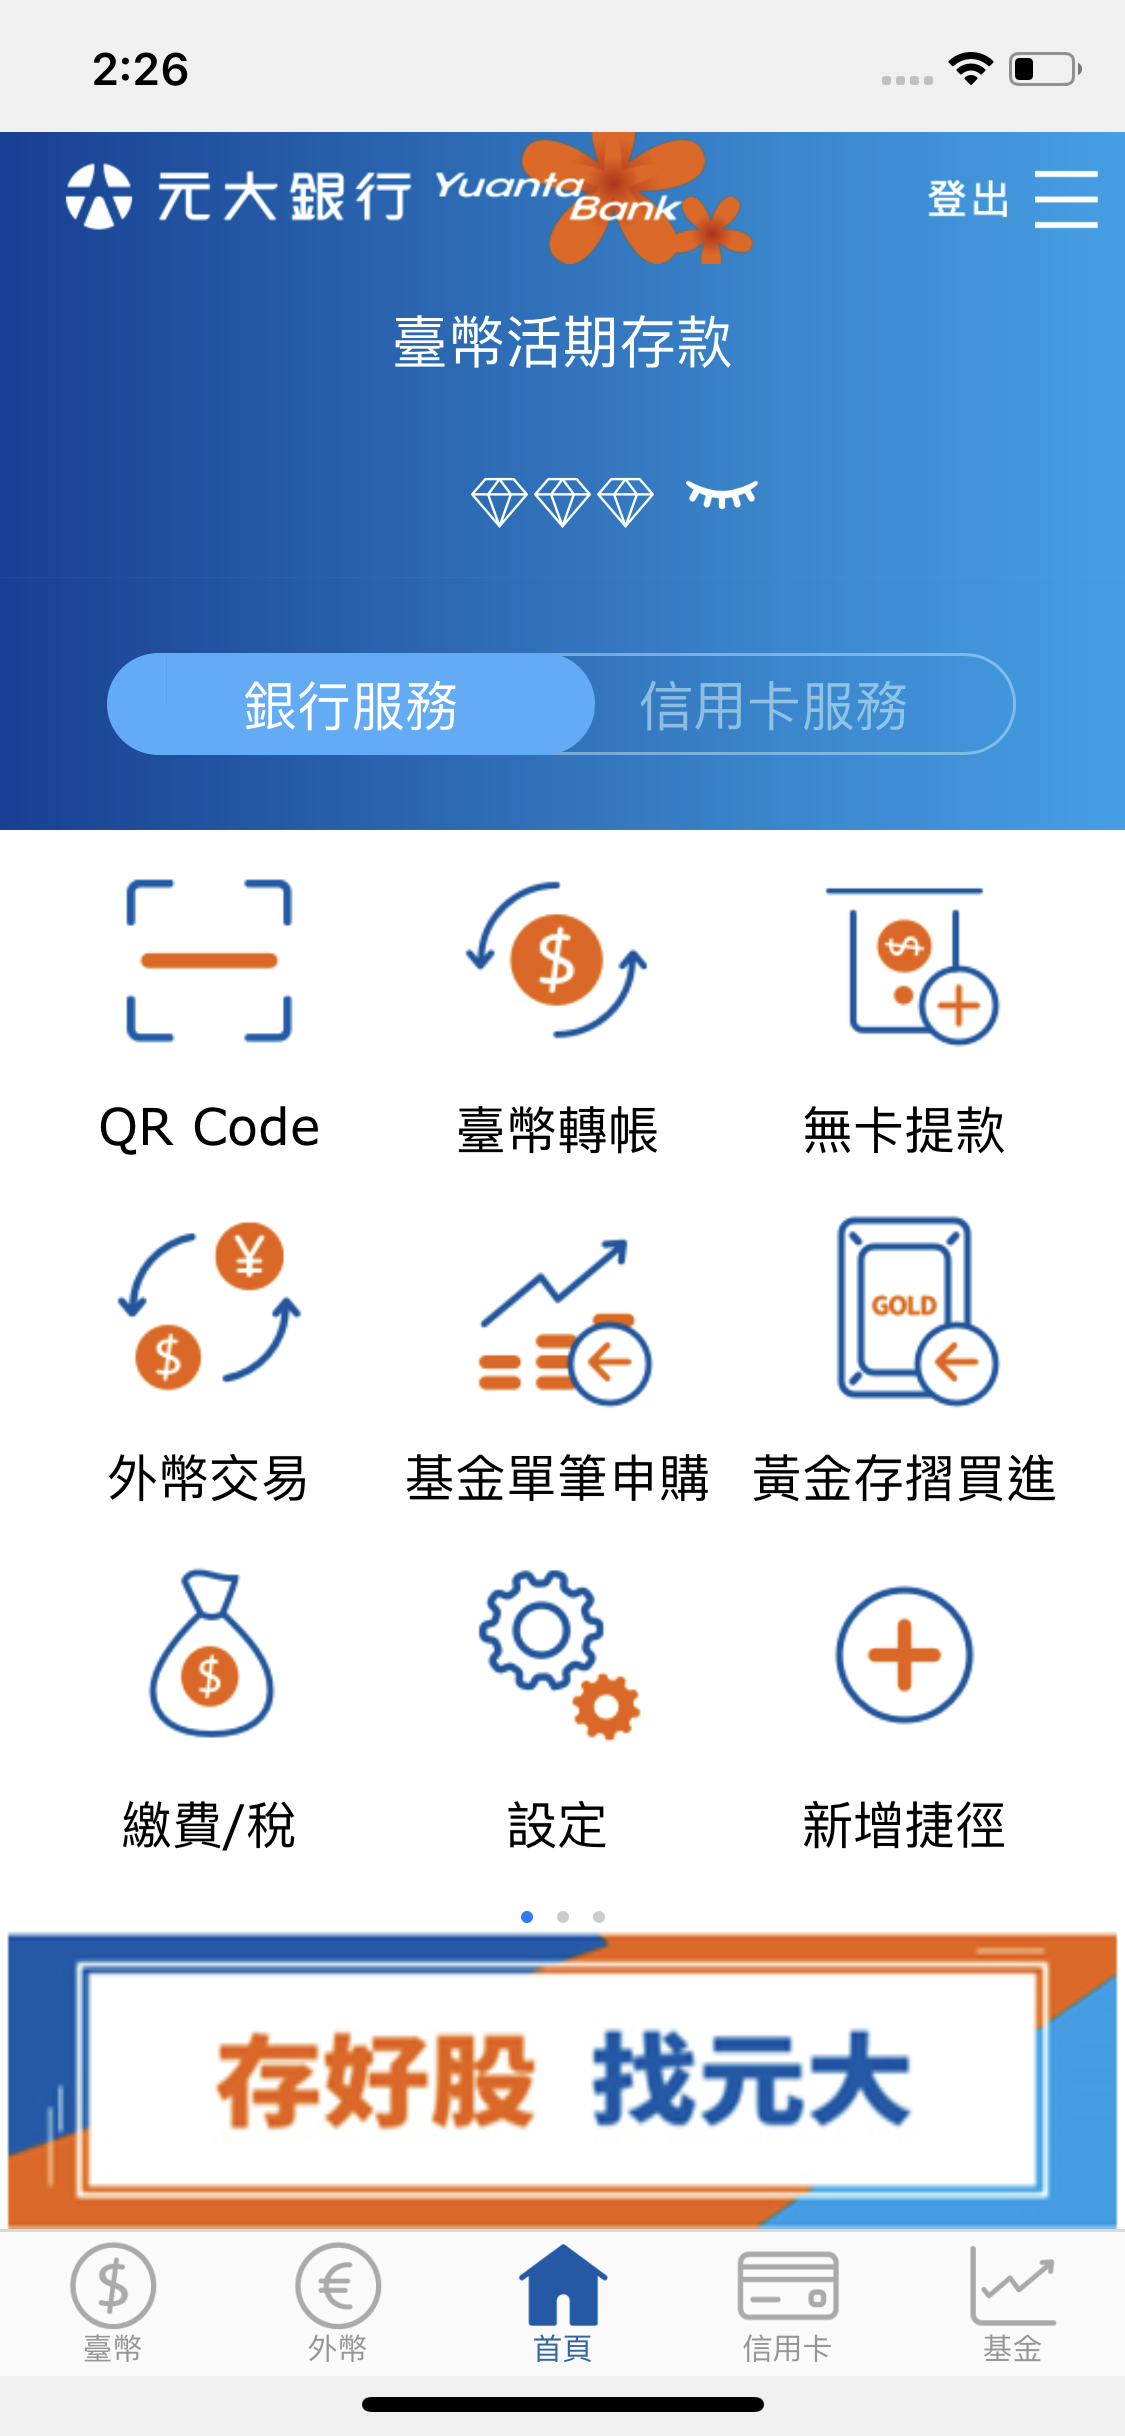 2:26
元大銀行 Yuanta Bank
登出
臺幣活期存款
銀行服務 信用卡服務
QR Code 臺幣轉帳 無卡提款
GOLD
外幣交易 基金單筆申購 黃金存摺買進
繳費/稅 設定 新增捷徑
存好股 找元大
臺幣 外幣 首頁 信用卡 基金